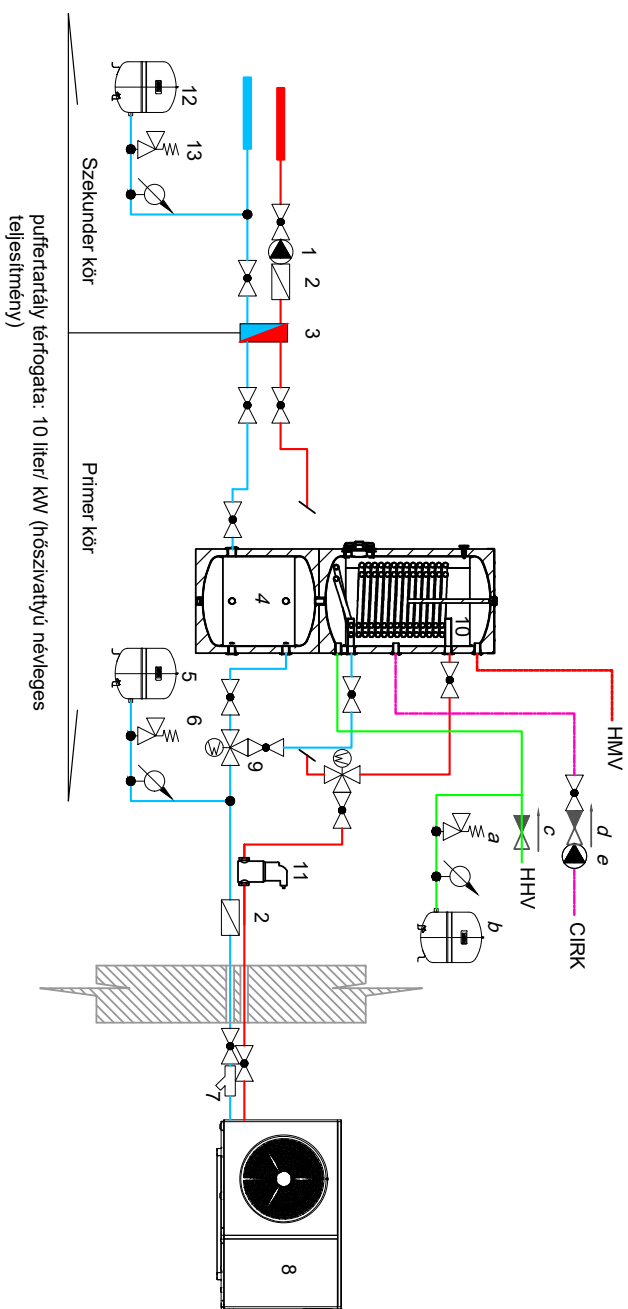 HMV
d
e
CIRK
c
HHV
a
b
10
W
1
2
3
11
8
4
9
2
W
7
12
13
5
6
Szekunder kör
Primer kör
puffertartály térfogata: 10 liter/ kW (hőszivattyú névleges
teljesítmény)